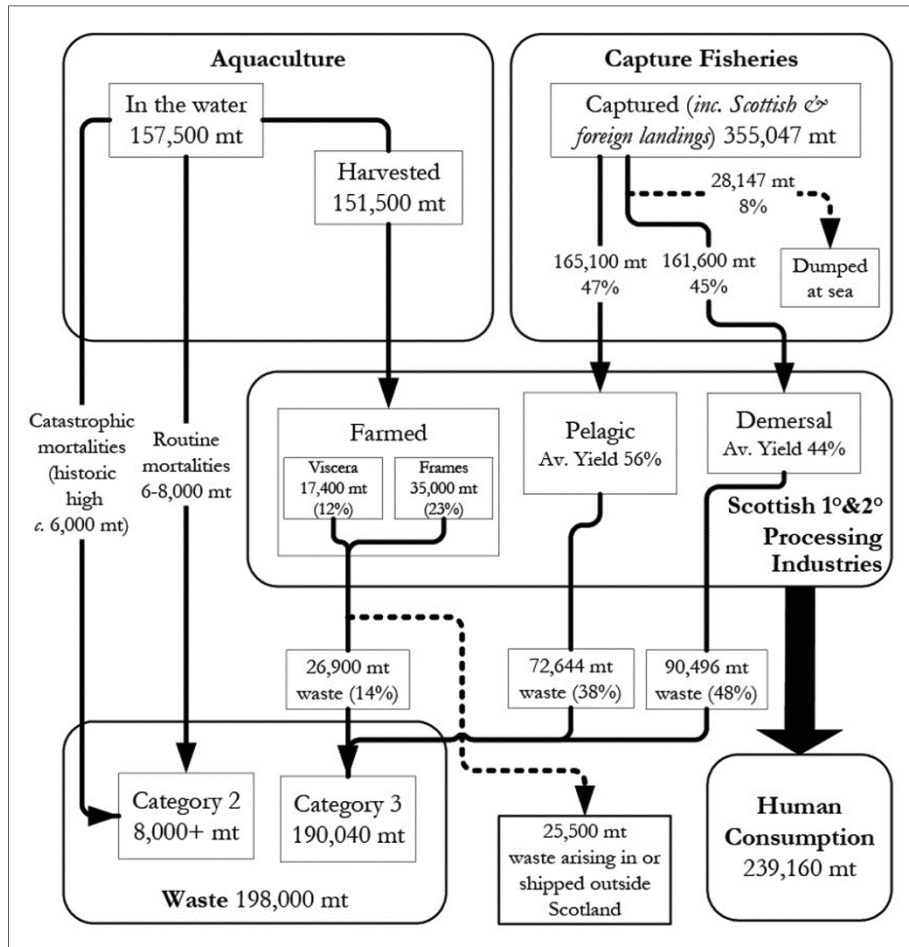 Aquaculture
In the water
157,500 mt
Harvested
151,500 mt
Capture Fisheries
Captured (inc. Scottish &
foreign landings) 355,047 mt
28,147 mt
8%
165,100 mt
47%
161,600 mt
45%
Dumped
at sea
Catastrophic
mortalities
(historic
high
c. 6,000 mt)
Routine
mortalities
6-8,000 mt
Farmed
Viscera
17,400 mt
(12%)
Frames
35,000 mt
(23%)
Pelagic
Av. Yield 56%
Demersal
Av. Yield 44%
Scottish 1°&2°
Processing
Industries
26,900 mt
waste (14%)
72,644 mt
waste (38%)
90,496 mt
waste (48%)
Category 2
8,000+ mt
Category 3
190,040 mt
Waste 198,000 mt
25,500 mt
waste arising in or
shipped outside
Scotland
Human
Consumption
239,160 mt